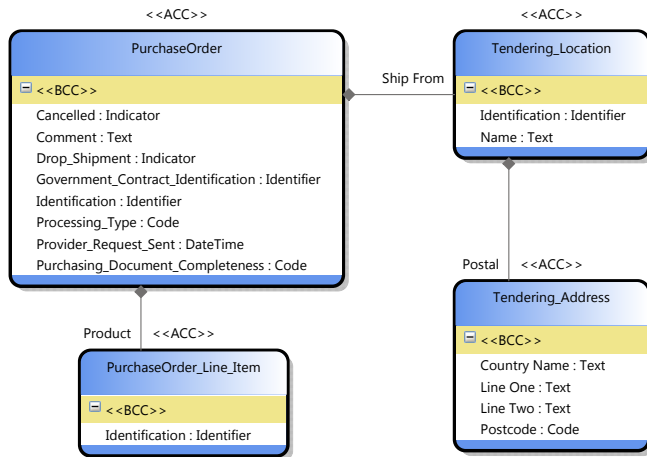 <<ACC>>
PurchaseOrder
<<BCC>>
Cancelled : Indicator
Comment : Text
Drop_Shipment : Indicator
Government_Contract_Identification : Identifier
Identification : Identifier
Processing_Type : Code
Provider_Request_Sent : DateTime
Purchasing_Document_Completeness : Code
Ship From
<<ACC>>
Tendering_Location
<<BCC>>
Identification : Identifier
Name : Text
Product <<ACC>>
PurchaseOrder_Line_Item
<<BCC>>
Identification : Identifier
Postal <<ACC>>
Tendering_Address
<<BCC>>
Country Name : Text
Line One : Text
Line Two : Text
Postcode : Code